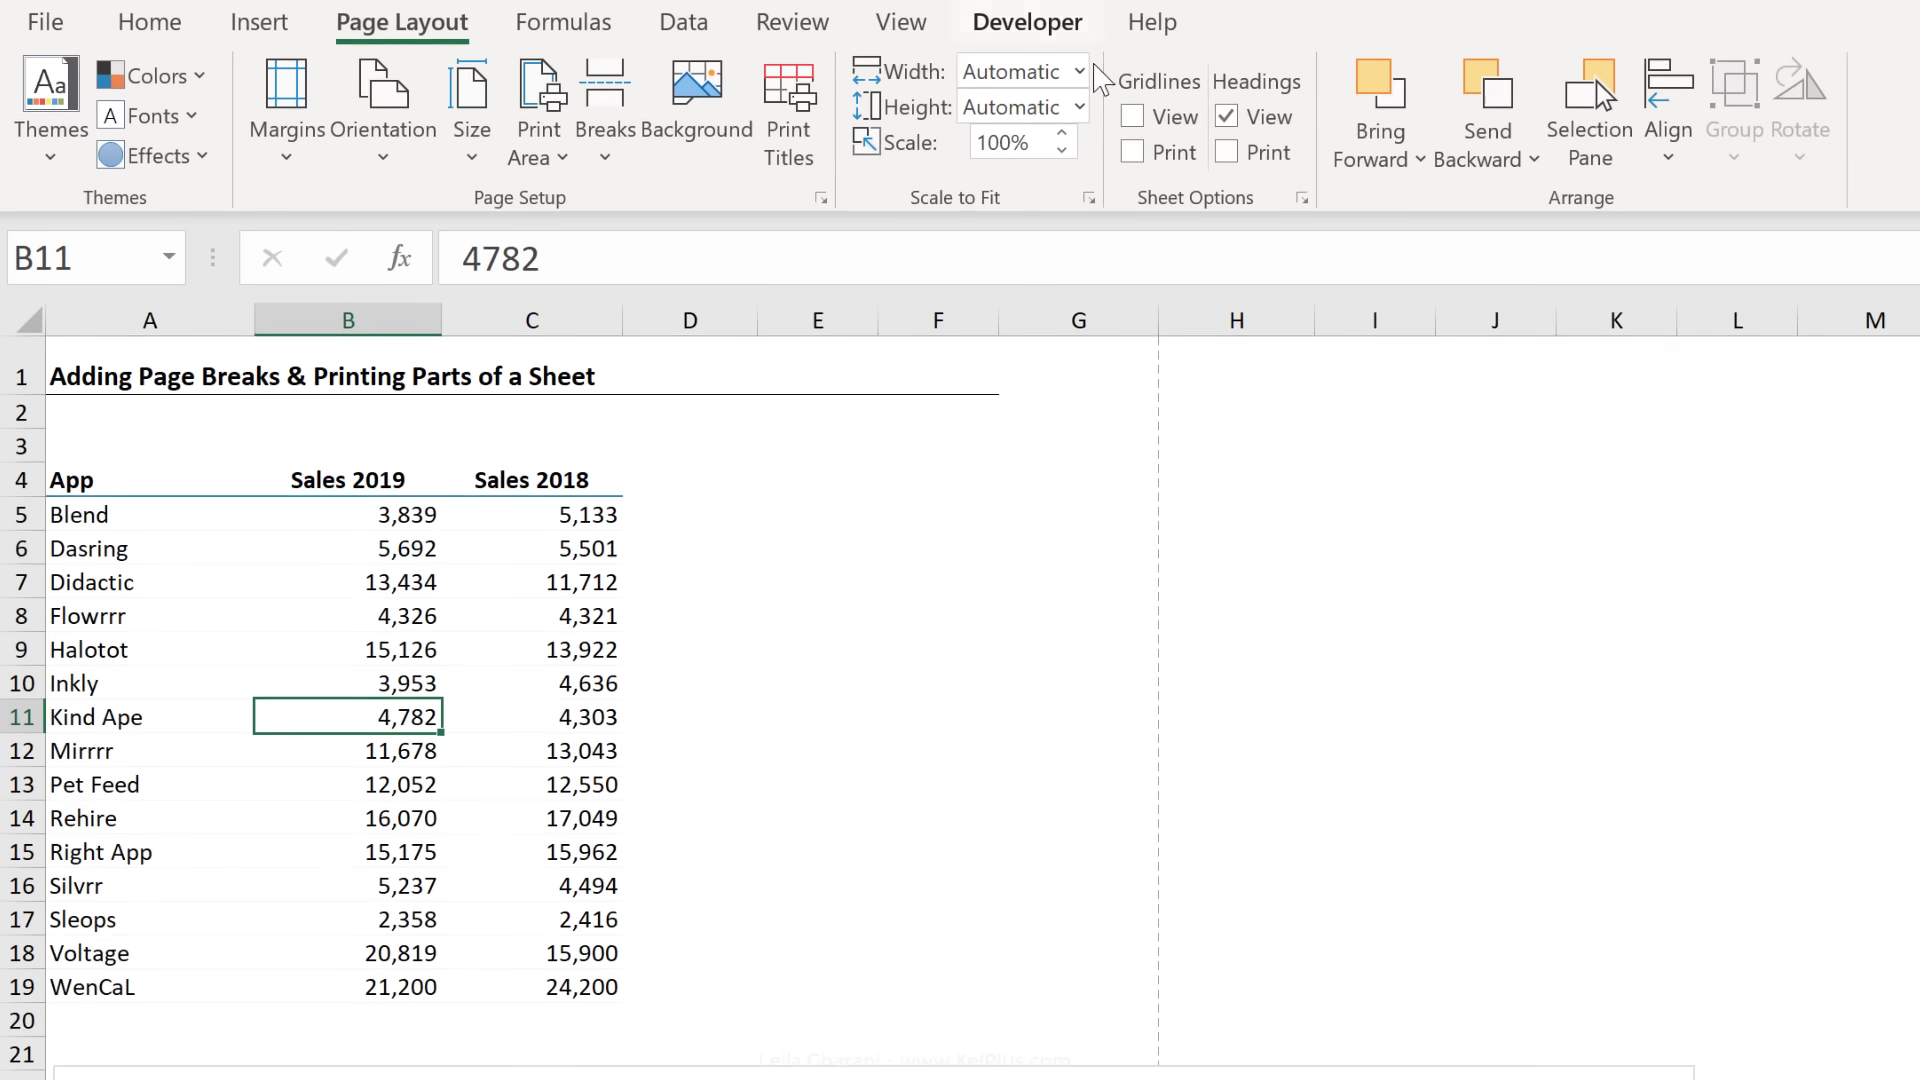 File Home Insert Page Layout Formulas Data Review View Developer Help
Aa Colors Width: Automatic Gridlines Headings
A Fonts Height: Automatic View View
Themes Margins Orientation Size Print Area Breaks Background Print Titles Bring Forward Send Backward Selection Pane Align Group Rotate
Effects Scale: 100% Print Print
Themes Page Setup Scale to Fit Sheet Options Arrange
B11 fx 4782
A B C D E F G H I J K L M
1 Adding Page Breaks & Printing Parts of a Sheet
2
3
4 App Sales 2019 Sales 2018
5 Blend 3,839 5,133
6 Dasring 5,692 5,501
7 Didactic 13,434 11,712
8 Flowrrr 4,326 4,321
9 Halotot 15,126 13,922
10 Inkly 3,953 4,636
11 Kind Ape 4,782 4,303
12 Mirrrr 11,678 13,043
13 Pet Feed 12,052 12,550
14 Rehire 16,070 17,049
15 Right App 15,175 15,962
16 Silvrr 5,237 4,494
17 Sleops 2,358 2,416
18 Voltage 20,819 15,900
19 WenCaL 21,200 24,200
20
21
Leila Gharani - www.XelPlus.com